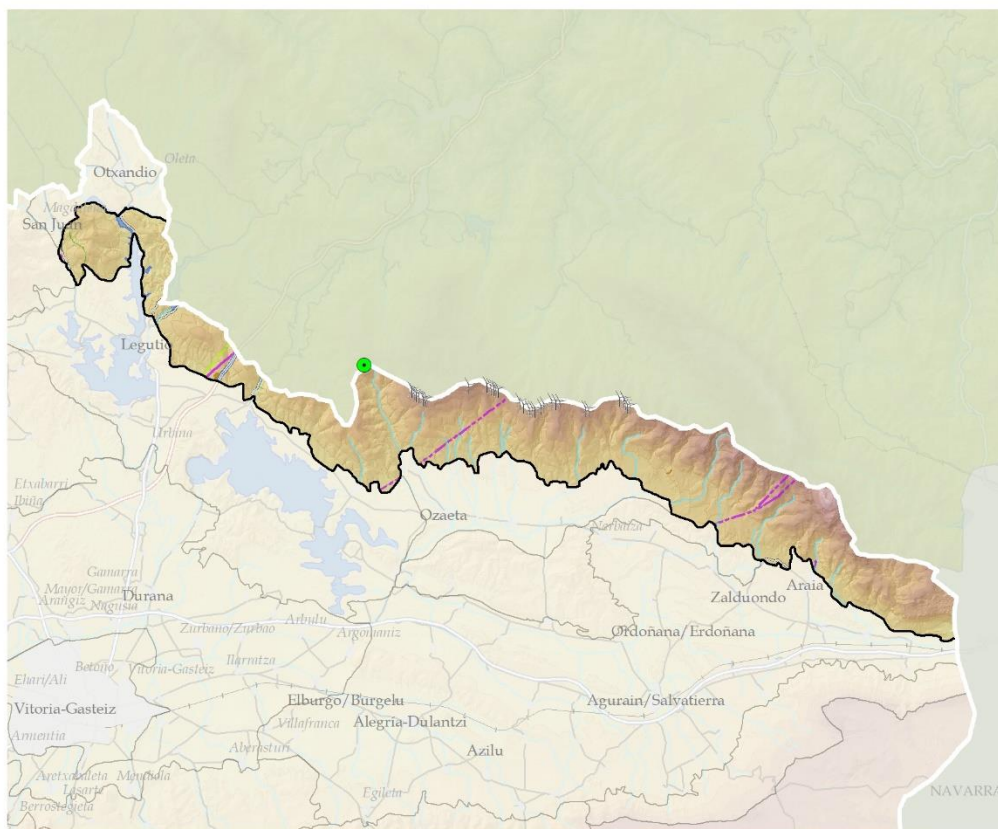 Oleta
Otxandio
San Juan
Legutio
Urbina
Etxabarri
Ibiña
Ozaeta
Narbaiza
Gamarra
Mayor/Gamarra
Arangiz
Nagusia
Durana
Araia
Zalduondo
Arbulu
Zurbano/Zurbao
Argomaniz
Ordoñana/Erdoñana
Betoño
Vitoria-Gasteiz
Ilarratza
Ehari/Ali
Elburgo/Burgelu
Agurain/Salvatierra
Vitoria-Gasteiz
Villafranca
Alegria-Dulantzi
Armentia
Aberasturi
Azilu
Aretxabaleta
Mendiola
Lasarte
Egileta
NAVARRA
Berrostegieta